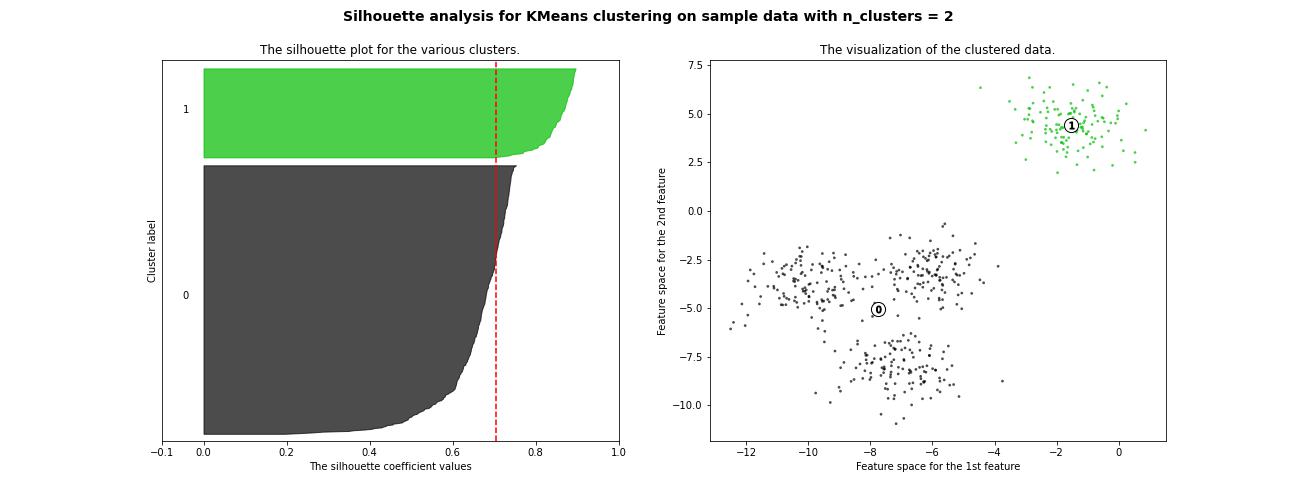 Silhouette analysis for KMeans clustering on sample data with n_clusters = 2
The silhouette plot for the various clusters.
1
0
Cluster label
−0.1 0.0 0.2 0.4 0.6 0.8 1.0
The silhouette coefficient values
The visualization of the clustered data.
7.5
5.0
2.5
0.0
−2.5
−5.0
−7.5
−10.0
Feature space for the 2nd feature
1
0
−12 −10 −8 −6 −4 −2 0
Feature space for the 1st feature